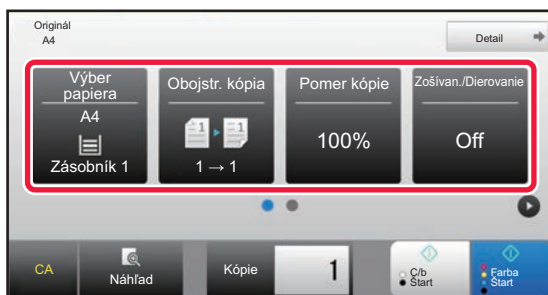 Originál
A4
Detail
Výber
papiera
A4
Zásobník 1
Obojstr. kópia
1 → 1
Pomer kópie
100%
Zošívan./Dierovanie
Off
CA
Náhľad
Kópie
1
Č/b
Štart
Farba
Štart